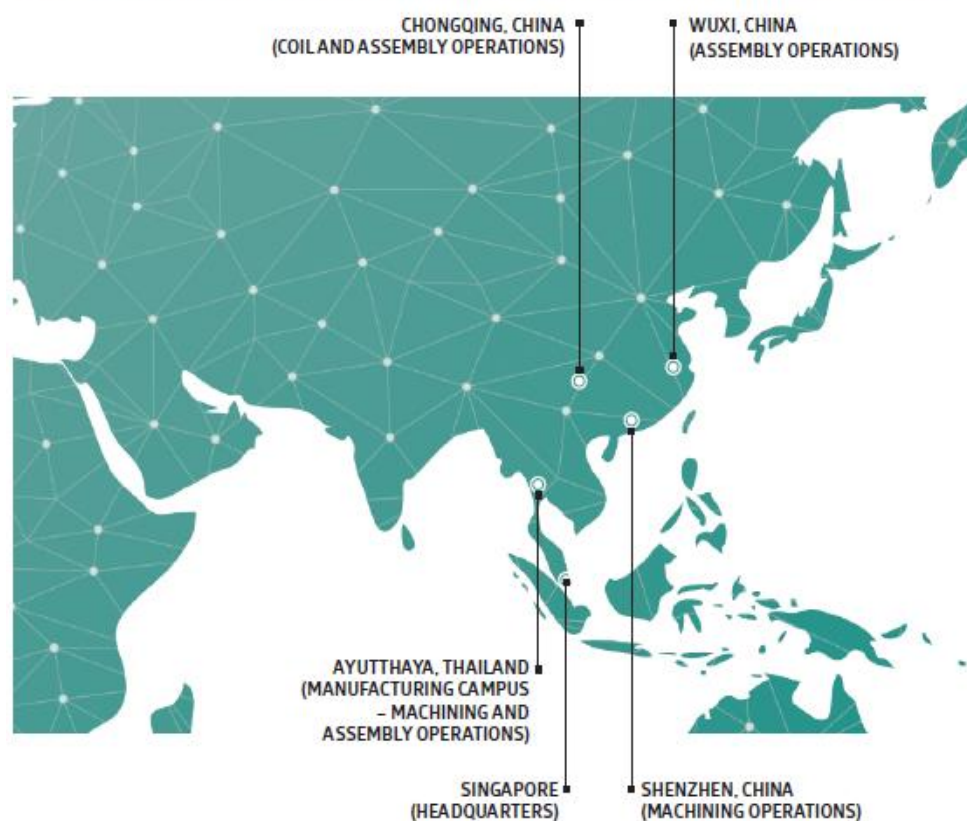 CHONGQING, CHINA
(COIL AND ASSEMBLY OPERATIONS)
WUXI, CHINA
(ASSEMBLY OPERATIONS)
AYUTTHAYA, THAILAND
(MANUFACTURING CAMPUS
– MACHINING AND
ASSEMBLY OPERATIONS)
SINGAPORE
(HEADQUARTERS)
SHENZHEN, CHINA
(MACHINING OPERATIONS)